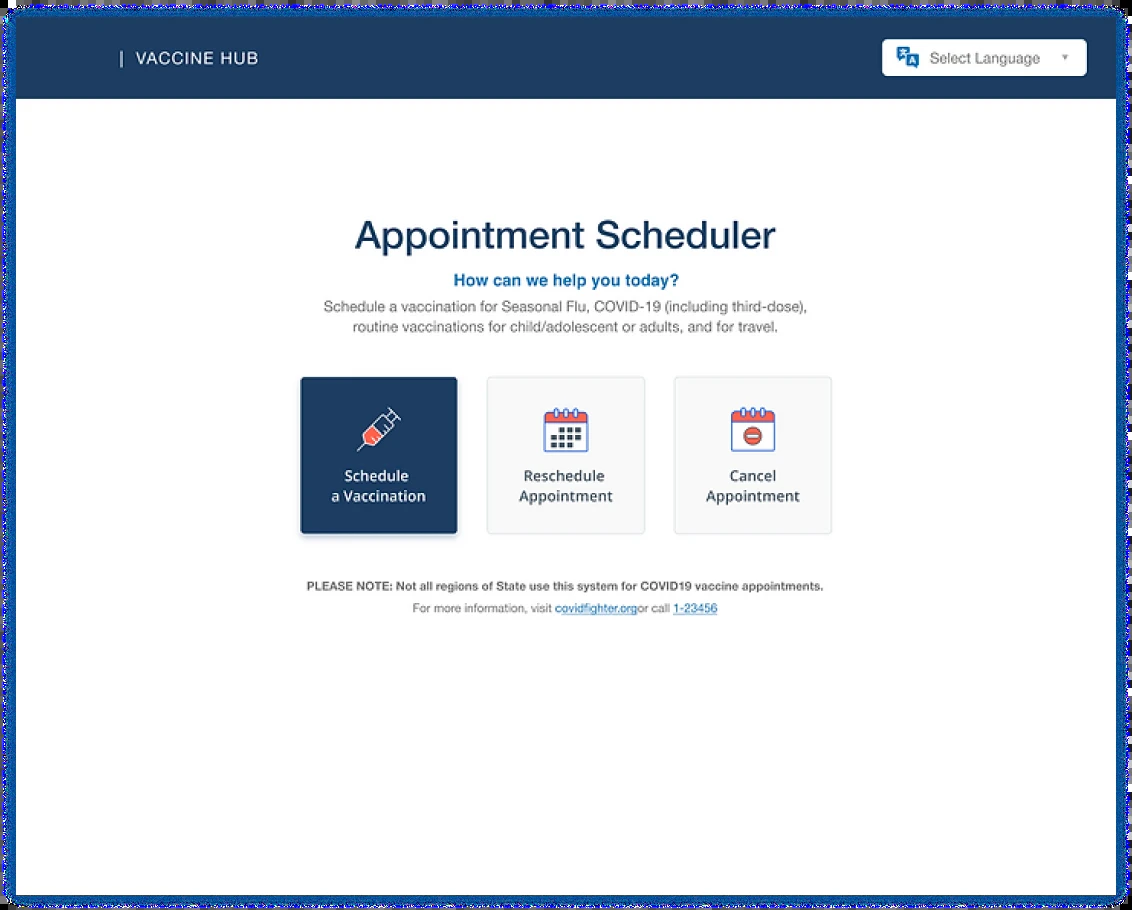 | VACCINE HUB
Select Language
Appointment Scheduler
How can we help you today?
Schedule a vaccination for Seasonal Flu, COVID-19 (including third-dose),
routine vaccinations for child/adolescent or adults, and for travel.
Schedule
a Vaccination
Reschedule
Appointment
Cancel
Appointment
PLEASE NOTE: Not all regions of State use this system for COVID19 vaccine appointments.
For more information, visit covidfighter.orgor call 1-23456